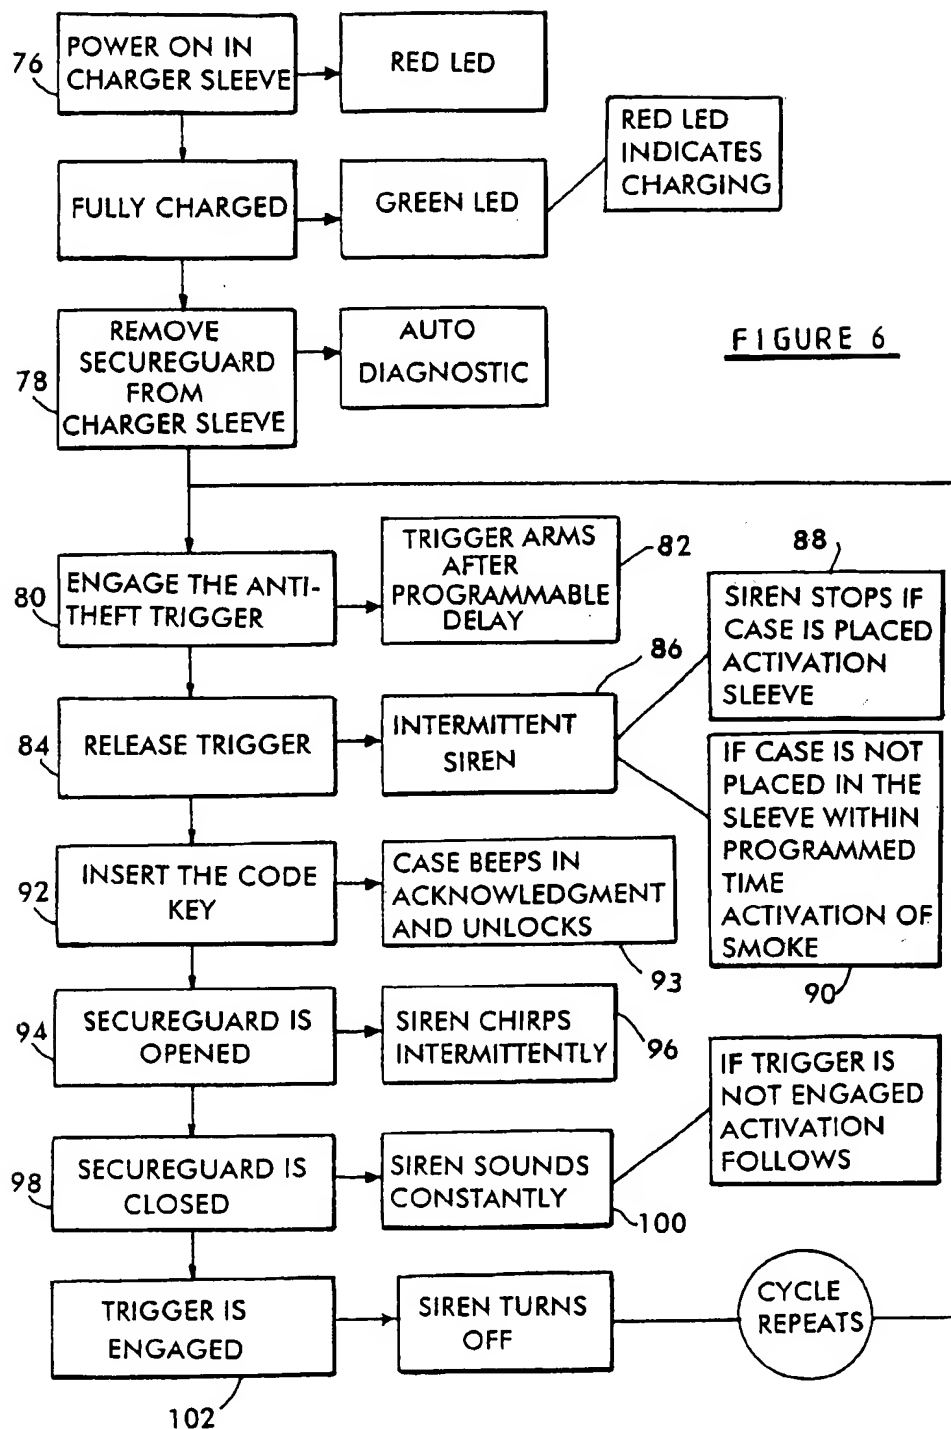 76
POWER ON IN
CHARGER SLEEVE
RED LED
FULLY CHARGED
GREEN LED
RED LED
INDICATES
CHARGING
78
REMOVE
SECUREGUARD
FROM
CHARGER SLEEVE
AUTO
DIAGNOSTIC
FIGURE 6
80
ENGAGE THE ANTI-
THEFT TRIGGER
TRIGGER ARMS
AFTER
PROGRAMMABLE
DELAY
82
84
RELEASE TRIGGER
INTERMITTENT
SIREN
86
88
SIREN STOPS IF
CASE IS PLACED
ACTIVATION
SLEEVE
IF CASE IS NOT
PLACED IN THE
SLEEVE WITHIN
PROGRAMMED
TIME
ACTIVATION OF
SMOKE
90
92
INSERT THE CODE
KEY
CASE BEEPS IN
ACKNOWLEDGMENT
AND UNLOCKS
93
94
SECUREGUARD IS
OPENED
SIREN CHIRPS
INTERMITTENTLY
96
98
SECUREGUARD IS
CLOSED
SIREN SOUNDS
CONSTANTLY
100
IF TRIGGER IS
NOT ENGAGED
ACTIVATION
FOLLOWS
TRIGGER IS
ENGAGED
102
SIREN TURNS
OFF
CYCLE
REPEATS